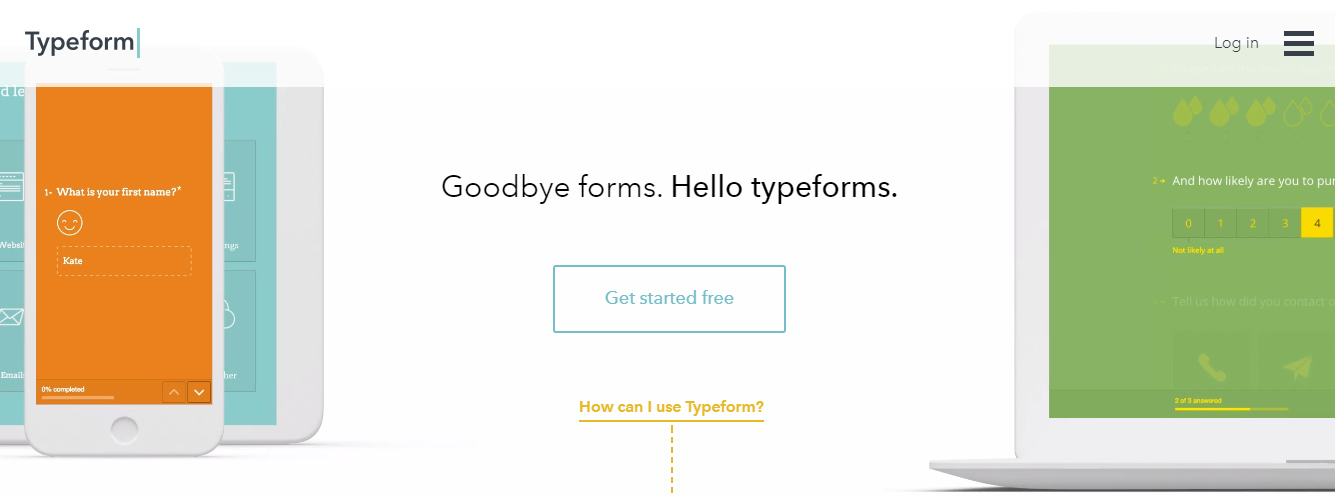 Typeform
Log in
d le
1- What is your first name?*
Kate
0% completed
Websit
ngs
Emails
her
Goodbye forms. Hello typeforms.
Get started free
How can I use Typeform?
2 And how likely are you to pur
0 1 2 3 4
Not likely at all
Tell us how did you contact o
2 of 3 answered